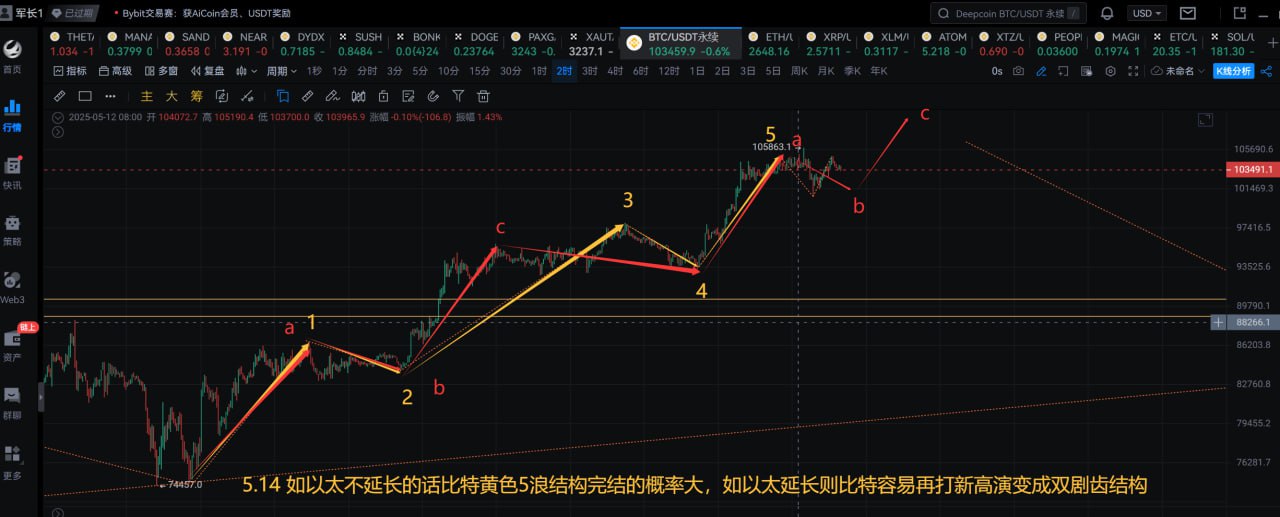 军长1 已过期 • Bybit交易赛：获AiCoin会员、USDT奖励 Deepcoin BTC/USDT 永续 / USD
THETA MANA SAND NEAR DYDX SUSH BONK DOGE PAXG XAUT BTC/USDT永续 ETH/U XRP/U XLM/U ATOM XTZ/U PEOPL MAGIC ETC/U SOL/U
1.034 -1 0.3799 0 0.3658 0 3.191 -0 0.7185 - 0.8484 - 0.0{4}24 0.23764 3243 -0. 3237.1 - 103459.9 -0.6% 2648.16 2.5711 0.3117 5.218 -0 0.690 -0 0.03600 0.1974 1 20.35 -1 181.30 -
指标 高级 多窗 复盘 周期 1秒 1分 分时 3分 5分 10分 15分 30分 1时 2时 3时 4时 6时 12时 1日 2日 3日 5日 周K 月K 季K 年K 0s 未命名 K线分析
主 大 筹
2025-05-12 08:00 开 104072.7 高 105190.4 低 103700.0 收 103965.9 涨幅 -0.10%(-106.8) 振幅 1.43%
首页
行情
快讯
策略
Web3
链上
资产
群聊
更多
c
5
a
105863.1
b
3
c
4
a
1
2
b
74457.0
105690.6
103491.1
101469.3
97416.5
93525.6
89790.1
88266.1
86203.8
82760.8
79455.2
76281.7
5.14 如以太不延长的话比特黄色5浪结构完结的概率大，如以太延长则比特容易再打新高演变成双剧齿结构